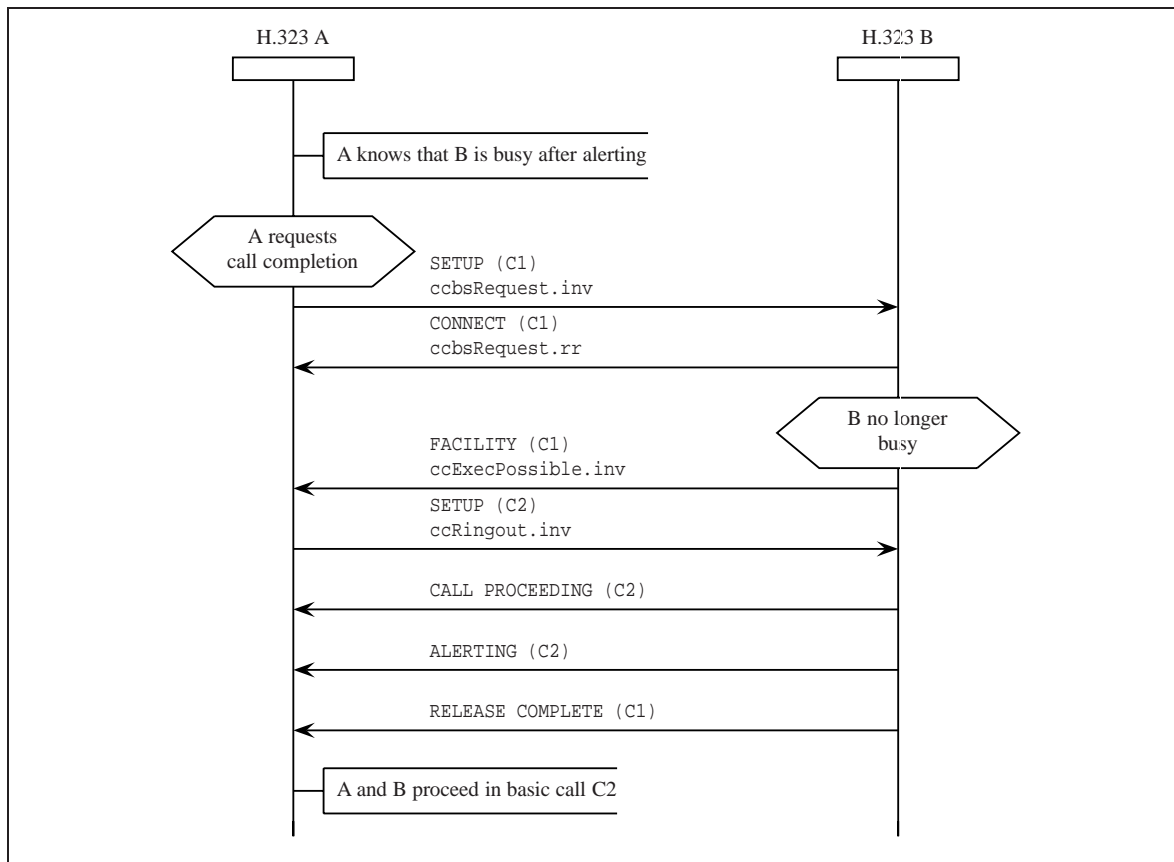 H.323 A
H.323 B
A knows that B is busy after alerting
A requests
call completion
SETUP (C1)
ccbsRequest.inv
CONNECT (C1)
ccbsRequest.rr
B no longer
busy
FACILITY (C1)
ccExecPossible.inv
SETUP (C2)
ccRingout.inv
CALL PROCEEDING (C2)
ALERTING (C2)
RELEASE COMPLETE (C1)
A and B proceed in basic call C2